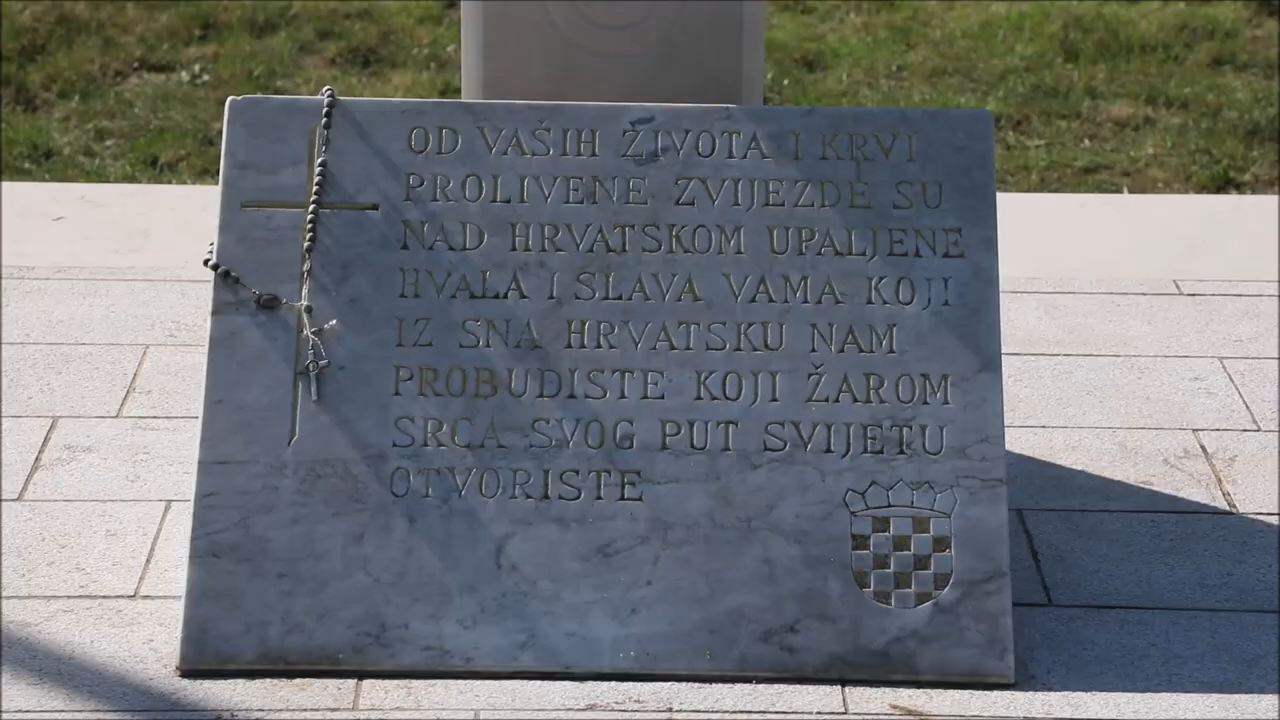 OD VAŠIH ŽIVOTA I KRVI
PROLIVENE ZVIJEZDE SU
NAD HRVATSKOM UPALJENE
HVALA I SLAVA VAMA KOJI
IZ SNA HRVATSKU NAM
PROBUDISTE KOJI ŽAROM
SRCA SVOG PUT SVIJETU
OTVORISTE